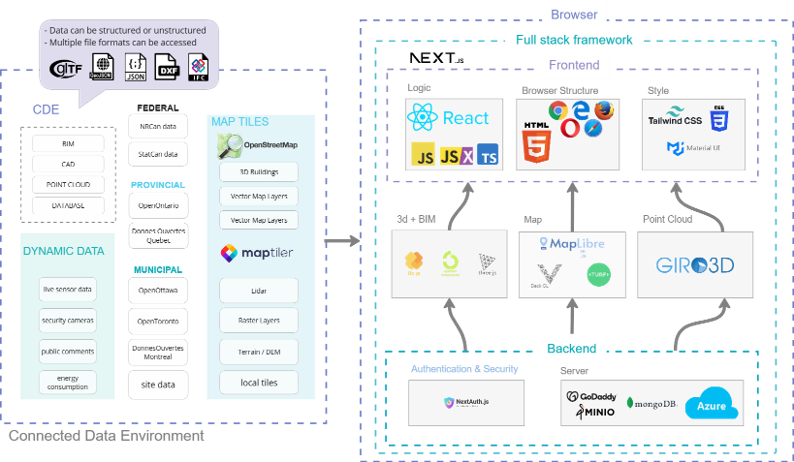 - Data can be structured or unstructured
- Multiple file formats can be accessed
glTF
GeoJSON
JSON
DXF
IFC
CDE
BIM
CAD
POINT CLOUD
DATABASE
DYNAMIC DATA
live sensor data
security cameras
public comments
energy
consumption
FEDERAL
NRCan data
StatCan data
PROVINCIAL
OpenOntario
Donnes Ouvertes
Quebec
MUNICIPAL
OpenOttawa
OpenToronto
DonnesOuvertes
Montreal
site data
MAP TILES
OpenStreetMap
3D Buildings
Vector Map Layers
Vector Map Layers
maptiler
Lidar
Raster Layers
Terrain / DEM
local tiles
Connected Data Environment
Browser
Full stack framework
NEXT.JS
Frontend
Logic
React
JS
JSX
TS
Browser Structure
HTML
5
Style
Tailwind CSS
CSS
3
Material UI
3d + BIM
three.js
Map
MapLibre
Deck GL
TURF
Point Cloud
GIRO3D
Backend
Authentication & Security
NextAuth.js
Server
GoDaddy
MINIO
mongoDB.
Azure